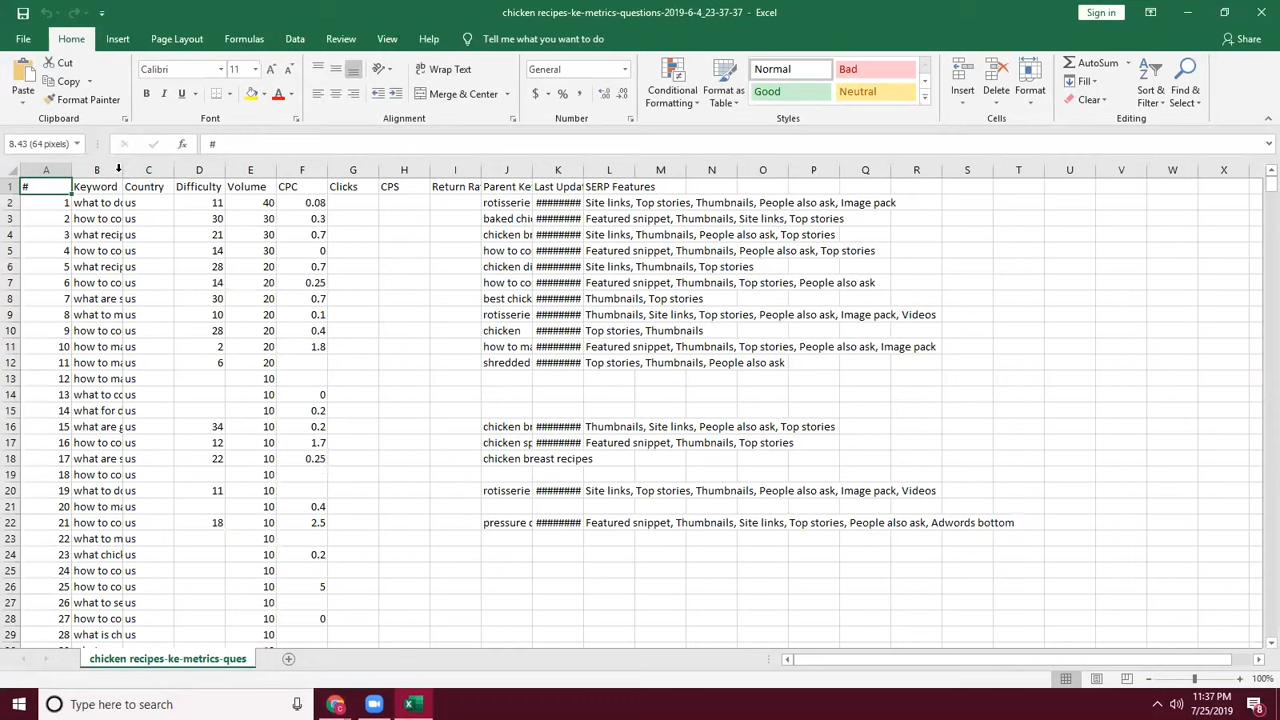 chicken recipes-ke-metrics-questions-2019-6-4_23-37-37 - Excel
Sign in
File Home Insert Page Layout Formulas Data Review View Help Tell me what you want to do Share
Cut
Copy
Format Painter
Paste
Clipboard
Calibri 11
B I U
Font
Wrap Text
Merge & Center
Alignment
General
$ % ,
Number
Conditional Formatting
Format as Table
Normal Bad
Good Neutral
Styles
Insert Delete Format
Cells
AutoSum
Fill
Clear
Sort & Filter
Find & Select
Editing
8.43 (64 pixels) fx #
A B C D E F G H I J K L M N O P Q R S T U V W X
1 # Keyword Country Difficulty Volume CPC Clicks CPS Return Ra Parent Ke Last Updat SERP Features
2 1 what to do us 11 40 0.08 rotisserie ######## Site links, Top stories, Thumbnails, People also ask, Image pack
3 2 how to co us 30 30 0.3 baked chi ######## Featured snippet, Thumbnails, Site links, Top stories
4 3 what recip us 21 30 0.7 chicken br ######## Site links, Thumbnails, People also ask, Top stories
5 4 how to co us 14 30 0 how to co ######## Featured snippet, Thumbnails, People also ask, Top stories
6 5 what recip us 28 20 0.7 chicken di ######## Site links, Thumbnails, Top stories
7 6 how to co us 14 20 0.25 how to co ######## Featured snippet, Thumbnails, Top stories, People also ask
8 7 what are s us 30 20 0.7 best chick ######## Thumbnails, Top stories
9 8 what to m us 10 20 0.1 rotisserie ######## Thumbnails, Site links, Top stories, People also ask, Image pack, Videos
10 9 how to co us 28 20 0.4 chicken ######## Top stories, Thumbnails
11 10 how to ma us 2 20 1.8 how to ma ######## Featured snippet, Thumbnails, Top stories, People also ask, Image pack
12 11 how to ma us 6 20 shredded ######## Top stories, Thumbnails, People also ask
13 12 how to ma us 10
14 13 what to co us 10 0
15 14 what for d us 10 0.2
16 15 what are g us 34 10 0.2 chicken br ######## Thumbnails, Site links, People also ask, Top stories
17 16 how to co us 12 10 1.7 chicken sp ######## Featured snippet, Thumbnails, Top stories
18 17 what are s us 22 10 0.25 chicken breast recipes
19 18 how to co us 10
20 19 what to do us 11 10 rotisserie ######## Site links, Top stories, Thumbnails, People also ask, Image pack, Videos
21 20 how to ma us 10 0.4
22 21 how to co us 18 10 2.5 pressure c ######## Featured snippet, Thumbnails, Site links, Top stories, People also ask, Adwords bottom
23 22 what to m us 10
24 23 what chick us 10 0.2
25 24 how to co us 10
26 25 how to co us 10 5
27 26 what to se us 10
28 27 how to co us 10 0
29 28 what is ch us 10
chicken recipes-ke-metrics-ques
100%
Type here to search
11:37 PM
7/25/2019
8